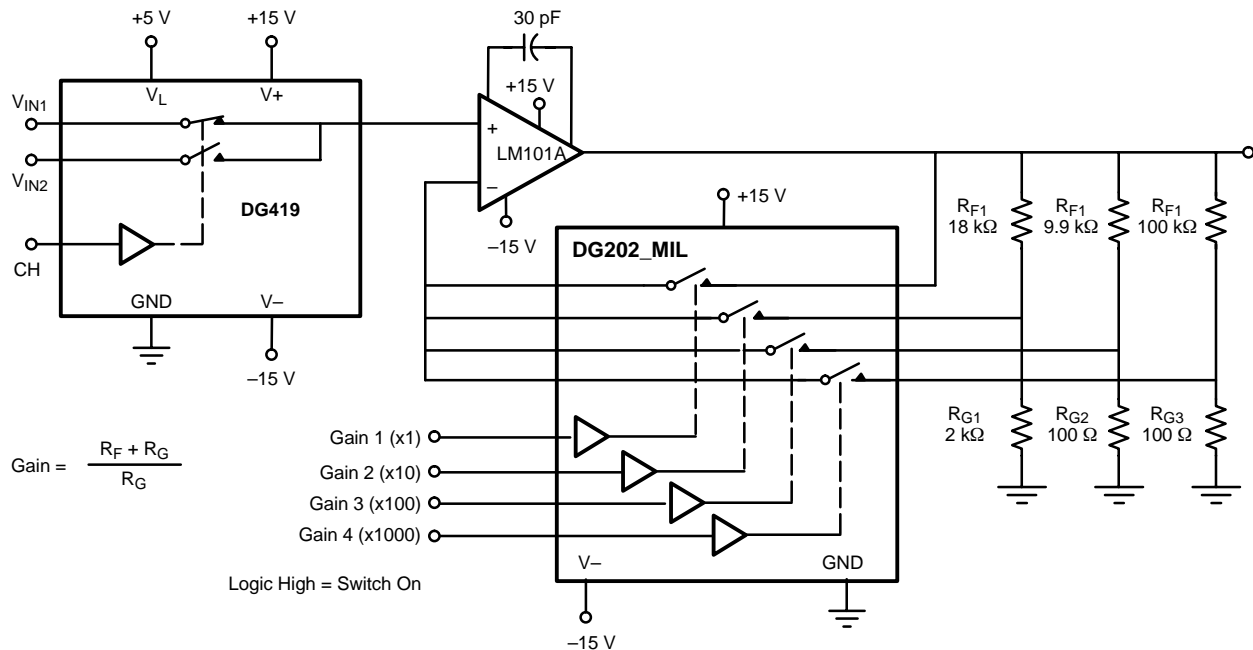 +5 V
+15 V
30 pF
V_IN1
V_L
V+
+15 V
+
LM101A
V_IN2
–
DG419
+15 V
–15 V
R_F1
18 kΩ
R_F1
9.9 kΩ
R_F1
100 kΩ
CH
DG202_MIL
GND
V–
–15 V
R_G1
2 kΩ
R_G2
100 Ω
R_G3
100 Ω
Gain 1 (x1)
Gain = R_F + R_G
R_G
Gain 2 (x10)
Gain 3 (x100)
Gain 4 (x1000)
V–
GND
Logic High = Switch On
–15 V